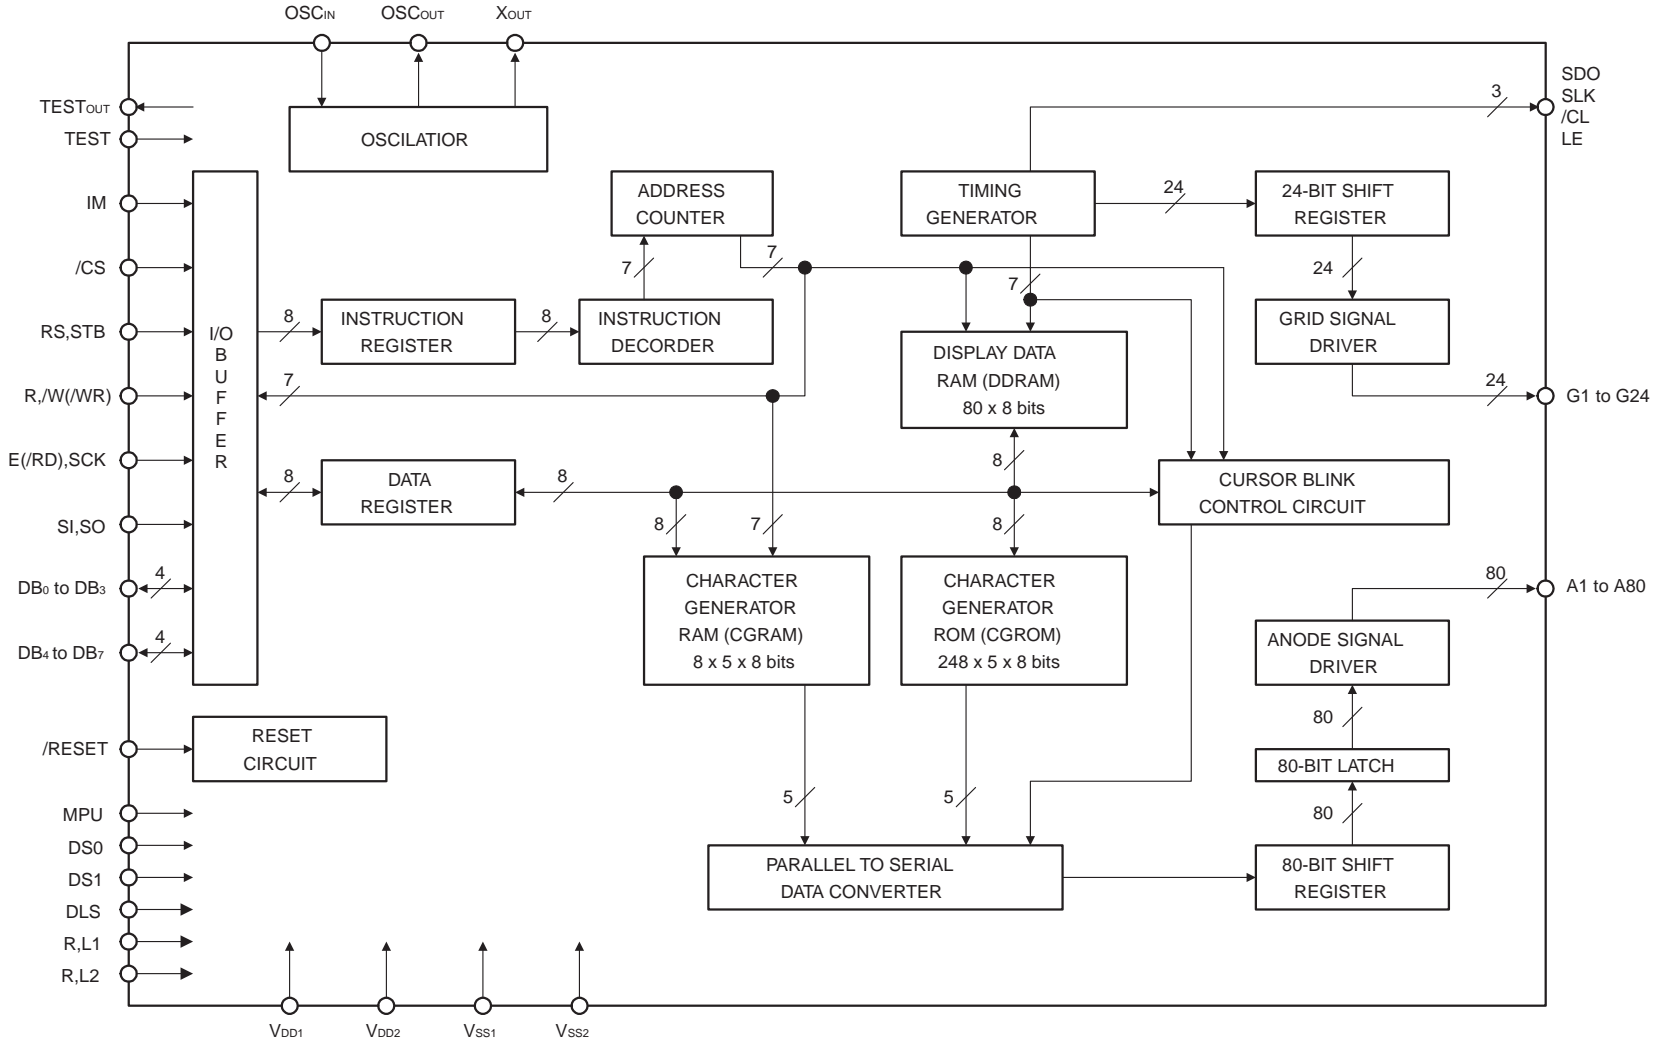 OSCIN
OSCOUT
XOUT
TESTOUT
TEST
IM
/CS
RS,STB
R,/W(/WR)
E(/RD),SCK
SI,SO
DB0 to DB3
4
DB4 to DB7
4
/RESET
MPU
DS0
DS1
DLS
R,L1
R,L2
VDD1
VDD2
VSS1
VSS2
OSCILATIOR
I/O
B
U
F
F
E
R
8
INSTRUCTION
REGISTER
8
INSTRUCTION
DECORDER
7
ADDRESS
COUNTER
7
7
8
DATA
REGISTER
8
RESET
CIRCUIT
TIMING
GENERATOR
3
SDO
SLK
/CL
LE
24
24-BIT SHIFT
REGISTER
24
GRID SIGNAL
DRIVER
24
G1 to G24
7
DISPLAY DATA
RAM (DDRAM)
80 x 8 bits
8
CURSOR BLINK
CONTROL CIRCUIT
8
7
8
CHARACTER
GENERATOR
RAM (CGRAM)
8 x 5 x 8 bits
CHARACTER
GENERATOR
ROM (CGROM)
248 x 5 x 8 bits
5
5
PARALLEL TO SERIAL
DATA CONVERTER
80-BIT SHIFT
REGISTER
80
80-BIT LATCH
80
ANODE SIGNAL
DRIVER
80
A1 to A80